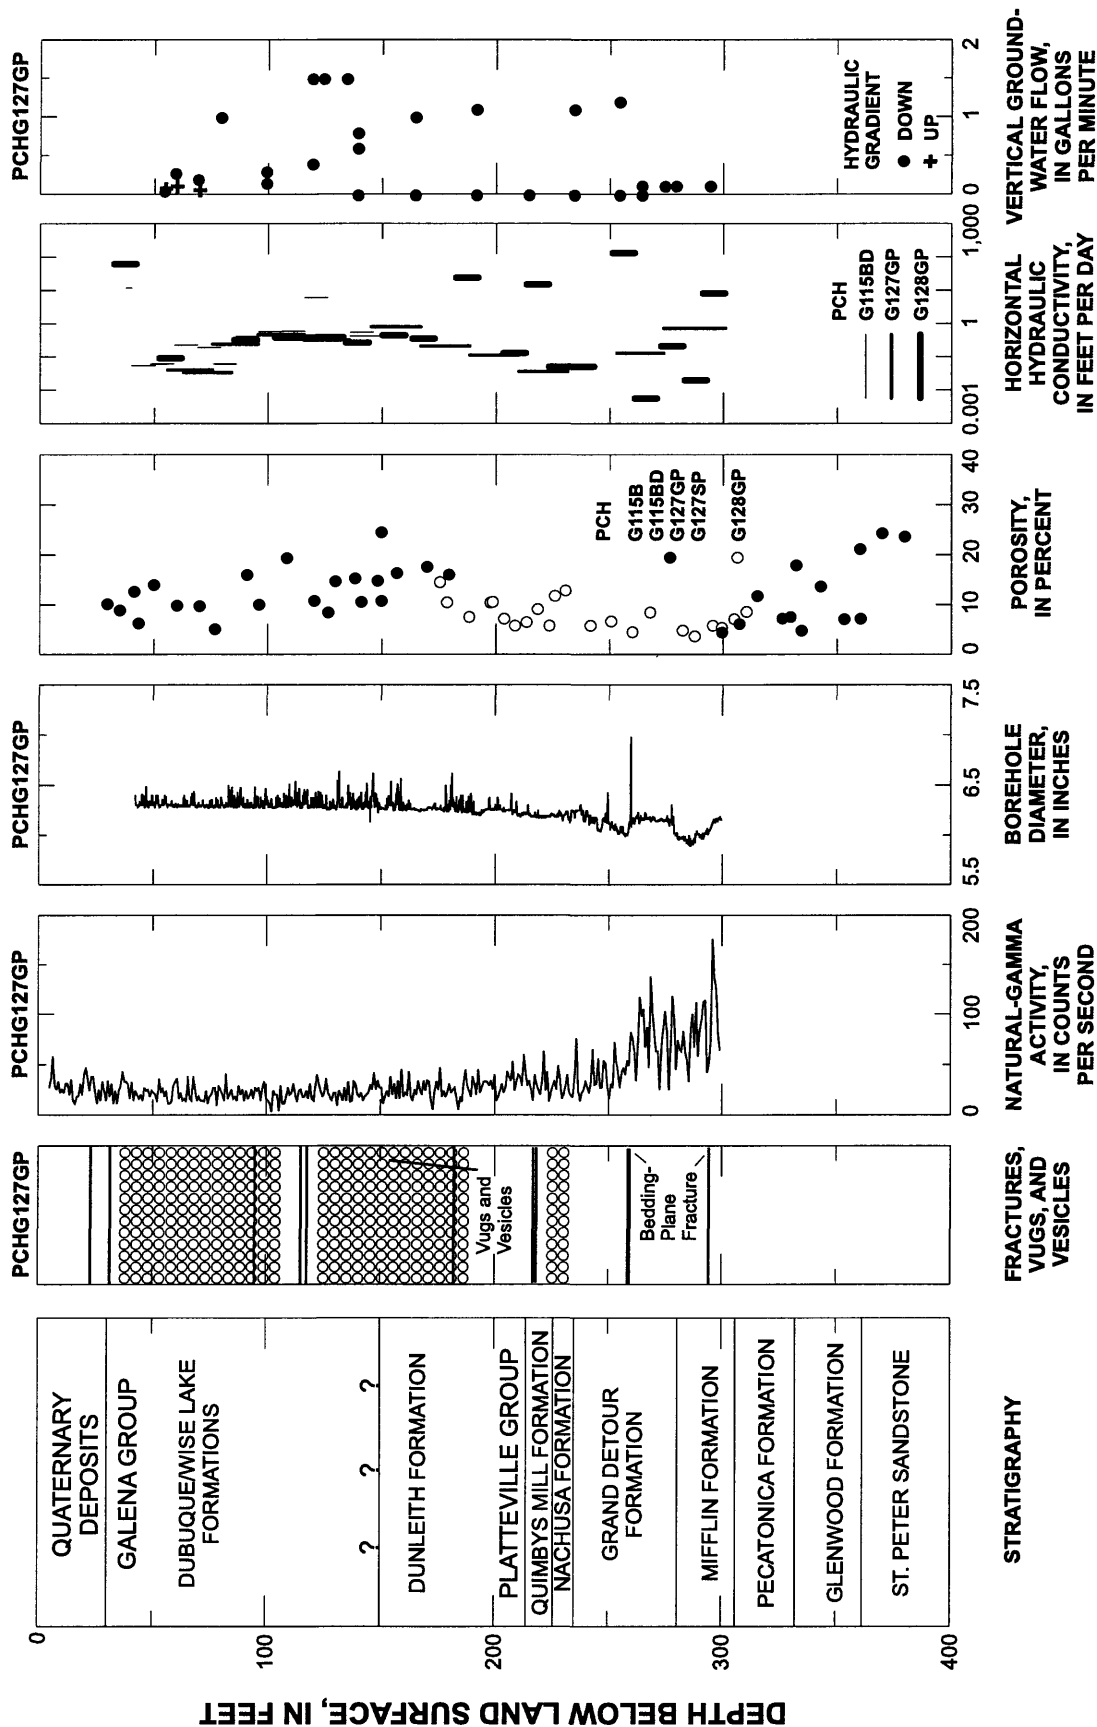 DEPTH BELOW LAND SURFACE, IN FEET
0
100
200
300
400
QUATERNARY
DEPOSITS
GALENA GROUP
DUBUQUE/WISE LAKE
FORMATIONS
? ? ?
DUNLEITH FORMATION
PLATTEVILLE GROUP
QUIMBYS MILL FORMATION
NACHUSA FORMATION
GRAND DETOUR
FORMATION
MIFFLIN FORMATION
PECATONICA FORMATION
GLENWOOD FORMATION
ST. PETER SANDSTONE
STRATIGRAPHY
PCHG127GP
Vugs and
Vesicles
Bedding-
Plane
Fracture
FRACTURES,
VUGS, AND
VESICLES
PCHG127GP
0 100 200
NATURAL-GAMMA
ACTIVITY,
IN COUNTS
PER SECOND
PCHG127GP
5.5 6.5 7.5
BOREHOLE
DIAMETER,
IN INCHES
PCH
G115B
G115BD
G127GP
G127SP
G128GP
0 10 20 30 40
POROSITY,
IN PERCENT
PCH
G115BD
G127GP
G128GP
0.001 1 1,000
HORIZONTAL
HYDRAULIC
CONDUCTIVITY,
IN FEET PER DAY
PCHG127GP
HYDRAULIC
GRADIENT
DOWN
UP
0 1 2
VERTICAL GROUND-
WATER FLOW,
IN GALLONS
PER MINUTE